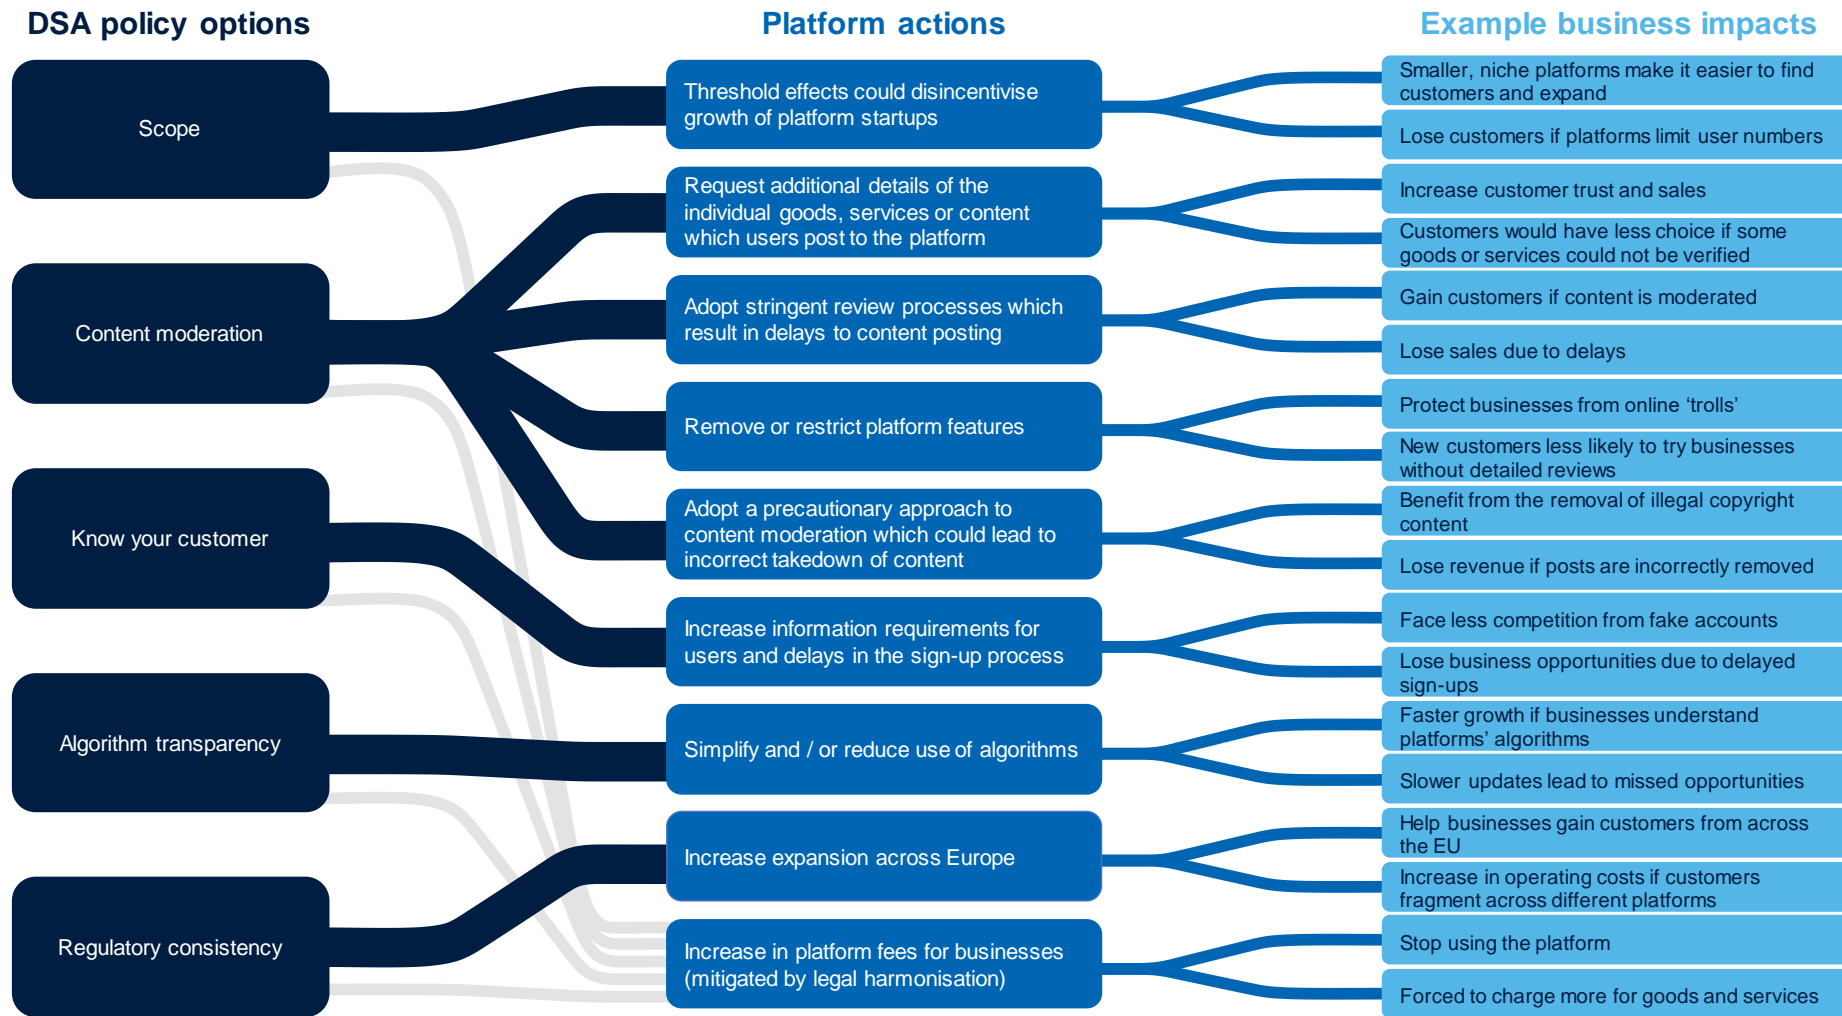 DSA policy options
Platform actions
Example business impacts
Scope
Content moderation
Know your customer
Algorithm transparency
Regulatory consistency
Threshold effects could disincentivise
growth of platform startups
Request additional details of the
individual goods, services or content
which users post to the platform
Adopt stringent review processes which
result in delays to content posting
Remove or restrict platform features
Adopt a precautionary approach to
content moderation which could lead to
incorrect takedown of content
Increase information requirements for
users and delays in the sign-up process
Simplify and / or reduce use of algorithms
Increase expansion across Europe
Increase in platform fees for businesses
(mitigated by legal harmonisation)
Smaller, niche platforms make it easier to find
customers and expand
Lose customers if platforms limit user numbers
Increase customer trust and sales
Customers would have less choice if some
goods or services could not be verified
Gain customers if content is moderated
Lose sales due to delays
Protect businesses from online ‘trolls’
New customers less likely to try businesses
without detailed reviews
Benefit from the removal of illegal copyright
content
Lose revenue if posts are incorrectly removed
Face less competition from fake accounts
Lose business opportunities due to delayed
sign-ups
Faster growth if businesses understand
platforms’ algorithms
Slower updates lead to missed opportunities
Help businesses gain customers from across
the EU
Increase in operating costs if customers
fragment across different platforms
Stop using the platform
Forced to charge more for goods and services